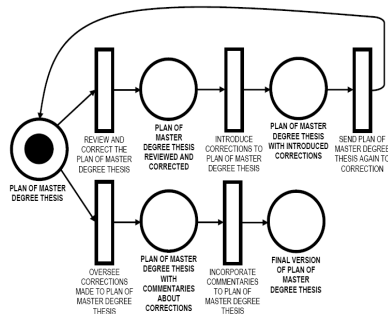 REVIEW AND
CORRECT THE
PLAN OF MASTER
DEGREE THESIS
PLAN OF
MASTER
DEGREE THESIS
REVIEWED AND
CORRECTED
INTRODUCE
CORRECTIONS TO
PLAN OF MASTER
DEGREE THESIS
PLAN OF MASTER
DEGREE THESIS
WITH INTRODUCED
CORRECTIONS
SEND PLAN OF
MASTER DEGREE
THESIS AGAIN TO
CORRECTION
PLAN OF MASTER
DEGREE THESIS
OVERSEE
CORRECTIONS
MADE TO PLAN OF
MASTER DEGREE
THESIS
PLAN OF MASTER
DEGREE THESIS
WITH
COMMENTARIES
ABOUT
CORRECTIONS
INCORPORATE
COMMENTARIES
TO PLAN OF
MASTER DEGREE
THESIS
FINAL VERSION
OF PLAN OF
MASTER
DEGREE THESIS